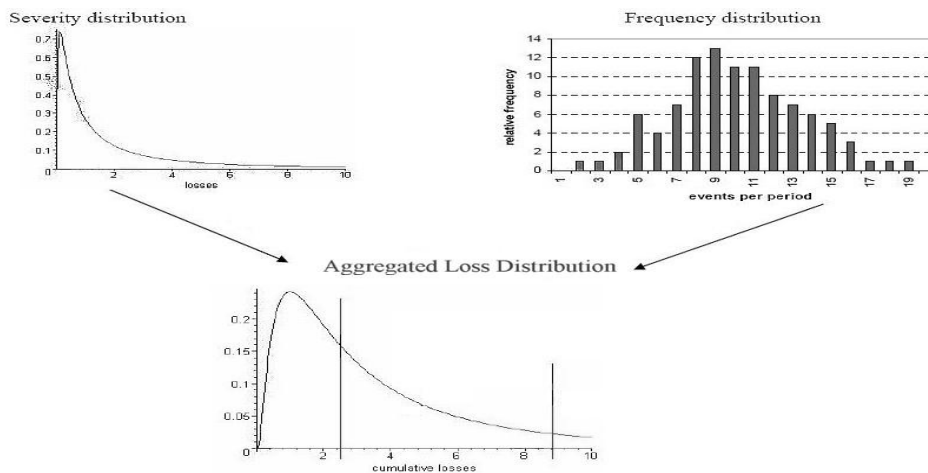 Severity distribution
0.7
0.6
0.5
0.4
0.3
0.2
0.1
0 2 4 6 8 10
losses
Frequency distribution
14
12
10
8
6
4
2
0
relative frequency
1 3 5 7 9 11 13 15 17 19
events per period
Aggregated Loss Distribution
0.2
0.15
0.1
0.05
0
2 4 6 8 10
cumulative losses